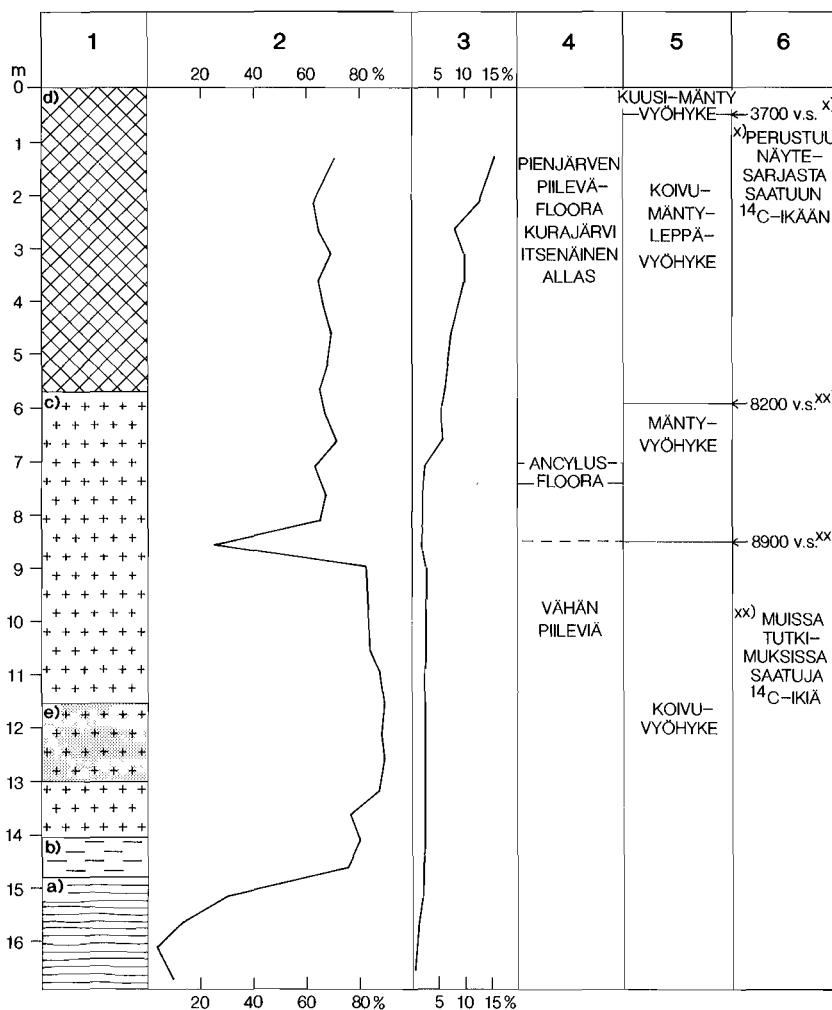 1 2 3 4 5 6
m 20 40 60 80 % 5 10 15 %
0
1
2
3
4
5
6
7
8
9
10
11
12
13
14
15
16
d)
c)
e)
b)
a)
20 40 60 80 % 5 10 15 %
PIENJÄRVEN
PIILEVÄ-
FLOORA
KURAJÄRVI
ITSENÄINEN
ALLAS
ANCYLUS-
FLOORA
VÄHÄN
PIILEVIÄ
KUUSI-MÄNTY
VYÖHYKE
KOIVU-
MÄNTY-
LEPPÄ-
VYÖHYKE
MÄNTY-
VYÖHYKE
KOIVU-
VYÖHYKE
3700 v.s. x)
x) PERUSTUU
NÄYTE-
SARJASTA
SAATUUN
14C-IKÄÄN
8200 v.s. xx)
8900 v.s. xx
xx) MUISSA
TUTKI-
MUKSISSA
SAATUJA
14C-IKIÄ